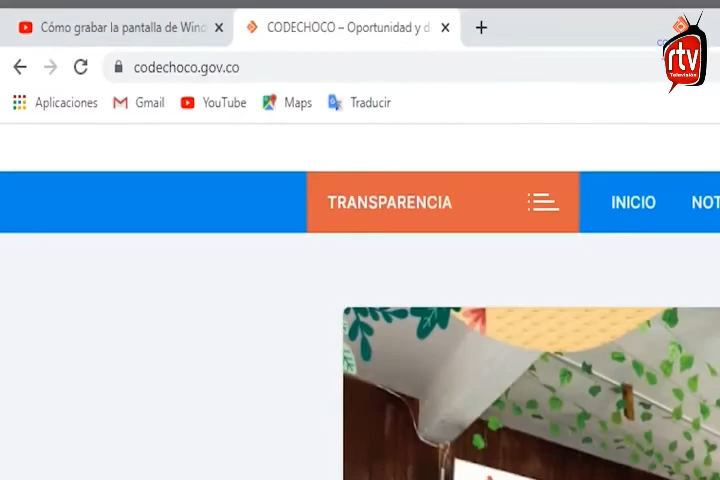 Cómo grabar la pantalla de Wind
CODECHOCO – Oportunidad y d
rtv
Televisión
codechoco.gov.co
Aplicaciones
Gmail
YouTube
Maps
Traducir
TRANSPARENCIA
INICIO
NOT